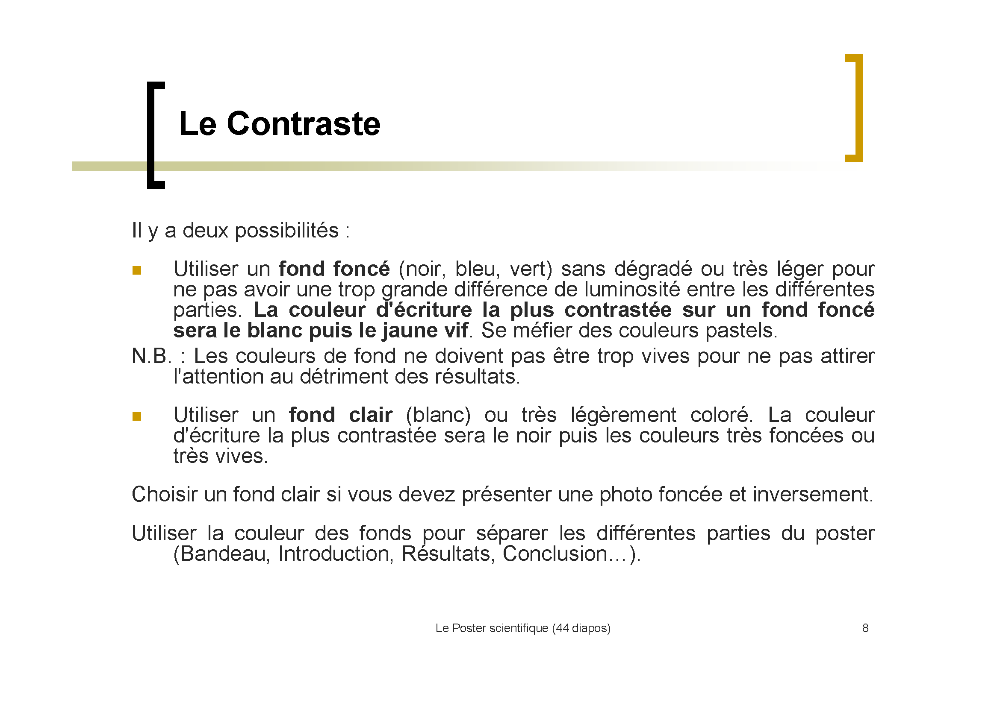 Le Contraste
Il y a deux possibilités :
Utiliser un fond foncé (noir, bleu, vert) sans dégradé ou très léger pour
ne pas avoir une trop grande différence de luminosité entre les différentes
parties. La couleur d'écriture la plus contrastée sur un fond foncé
sera le blanc puis le jaune vif. Se méfier des couleurs pastels.
N.B. : Les couleurs de fond ne doivent pas être trop vives pour ne pas attirer
l'attention au détriment des résultats.
Utiliser un fond clair (blanc) ou très légèrement coloré. La couleur
d'écriture la plus contrastée sera le noir puis les couleurs très foncées ou
très vives.
Choisir un fond clair si vous devez présenter une photo foncée et inversement.
Utiliser la couleur des fonds pour séparer les différentes parties du poster
(Bandeau, Introduction, Résultats, Conclusion…).
Le Poster scientifique (44 diapos)
8